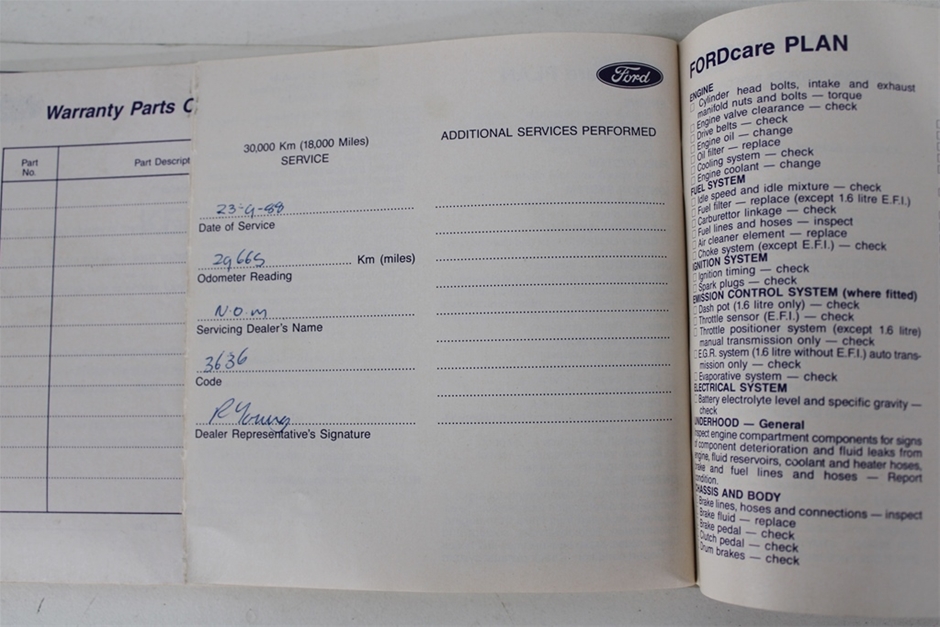 Warranty Parts
Part
No.
Part Descript
Ford
30,000 Km (18,000 Miles)
SERVICE
23-9-88
Date of Service
29665 Km (miles)
Odometer Reading
N.O.M
Servicing Dealer's Name
3636
Code
R Young
Dealer Representative's Signature
ADDITIONAL SERVICES PERFORMED
FORDcare PLAN
ENGINE
Cylinder head bolts, intake and exhaust
manifold nuts and bolts — torque
Engine valve clearance — check
Drive belts — check
Engine oil — change
Oil filter — replace
Cooling system — check
Engine coolant — change
FUEL SYSTEM
Idle speed and idle mixture — check
Fuel filter — replace (except 1.6 litre E.F.I.)
Carburettor linkage — check
Fuel lines and hoses — inspect
Air cleaner element — replace
Choke system (except E.F.I.) — check
IGNITION SYSTEM
Ignition timing — check
Spark plugs — check
EMISSION CONTROL SYSTEM (where fitted)
Dash pot (1.6 litre only) — check
Throttle sensor (E.F.I.) — check
Throttle positioner system (except 1.6 litre)
manual transmission only — check
E.G.R. system (1.6 litre without E.F.I.) auto trans-
mission only — check
Evaporative system — check
ELECTRICAL SYSTEM
Battery electrolyte level and specific gravity —
check
UNDERHOOD — General
nspect engine compartment components for signs
of component deterioration and fluid leaks from
engine, fluid reservoirs, coolant and heater hoses,
rake and fuel lines and hoses — Report
ondition.
CHASSIS AND BODY
Brake lines, hoses and connections — inspect
Brake fluid — replace
Brake pedal — check
Clutch pedal — check
Drum brakes — check